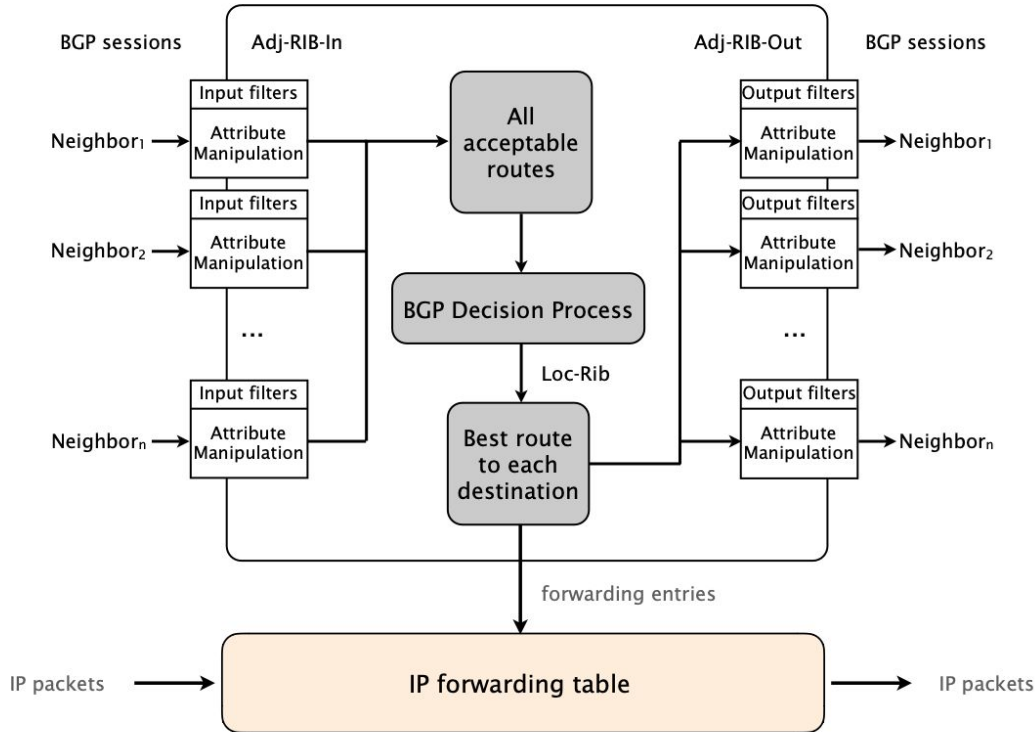 BGP sessions
Adj-RIB-In
Adj-RIB-Out
BGP sessions
Input filters
Attribute
Manipulation
Neighbor₁
Input filters
Attribute
Manipulation
Neighbor₂
...
Input filters
Attribute
Manipulation
Neighborₙ
All
acceptable
routes
BGP Decision Process
Loc-Rib
Best route
to each
destination
Output filters
Attribute
Manipulation
Neighbor₁
Output filters
Attribute
Manipulation
Neighbor₂
...
Output filters
Attribute
Manipulation
Neighborₙ
forwarding entries
IP packets
IP forwarding table
IP packets